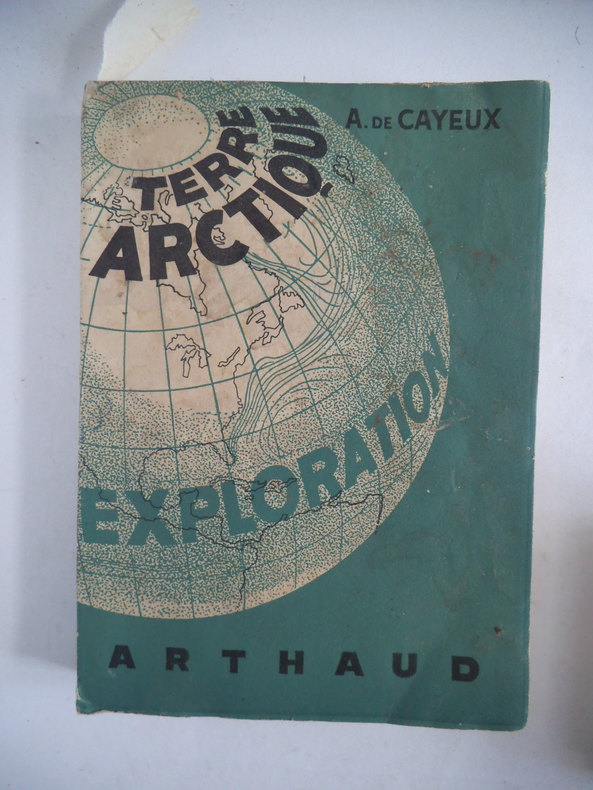 A. DE CAYEUX
TERRE
ARCTIQUE
EXPLORATION
ARTHAUD